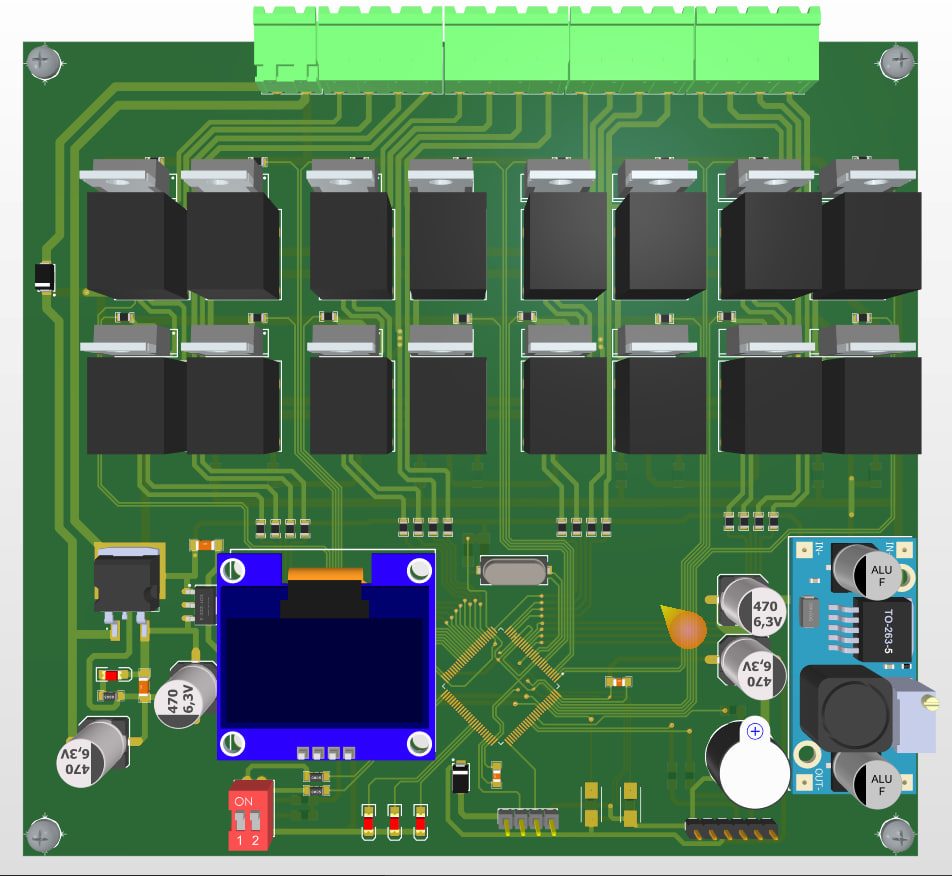 IN-
IN-
ALU
F
TO-263-5
470
6,3V
470
6,3V
470
6,3V
470
6,3V
OUT-
ALU
F
ON
1 2